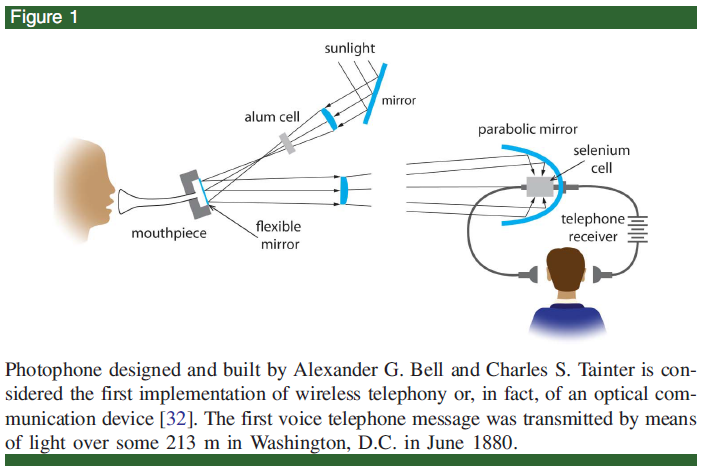 Figure 1
sunlight
mirror
alum cell
parabolic mirror
selenium
cell
telephone
receiver
mouthpiece
flexible
mirror
Photophone designed and built by Alexander G. Bell and Charles S. Tainter is con-
sidered the first implementation of wireless telephony or, in fact, of an optical com-
munication device [32]. The first voice telephone message was transmitted by means
of light over some 213 m in Washington, D.C. in June 1880.